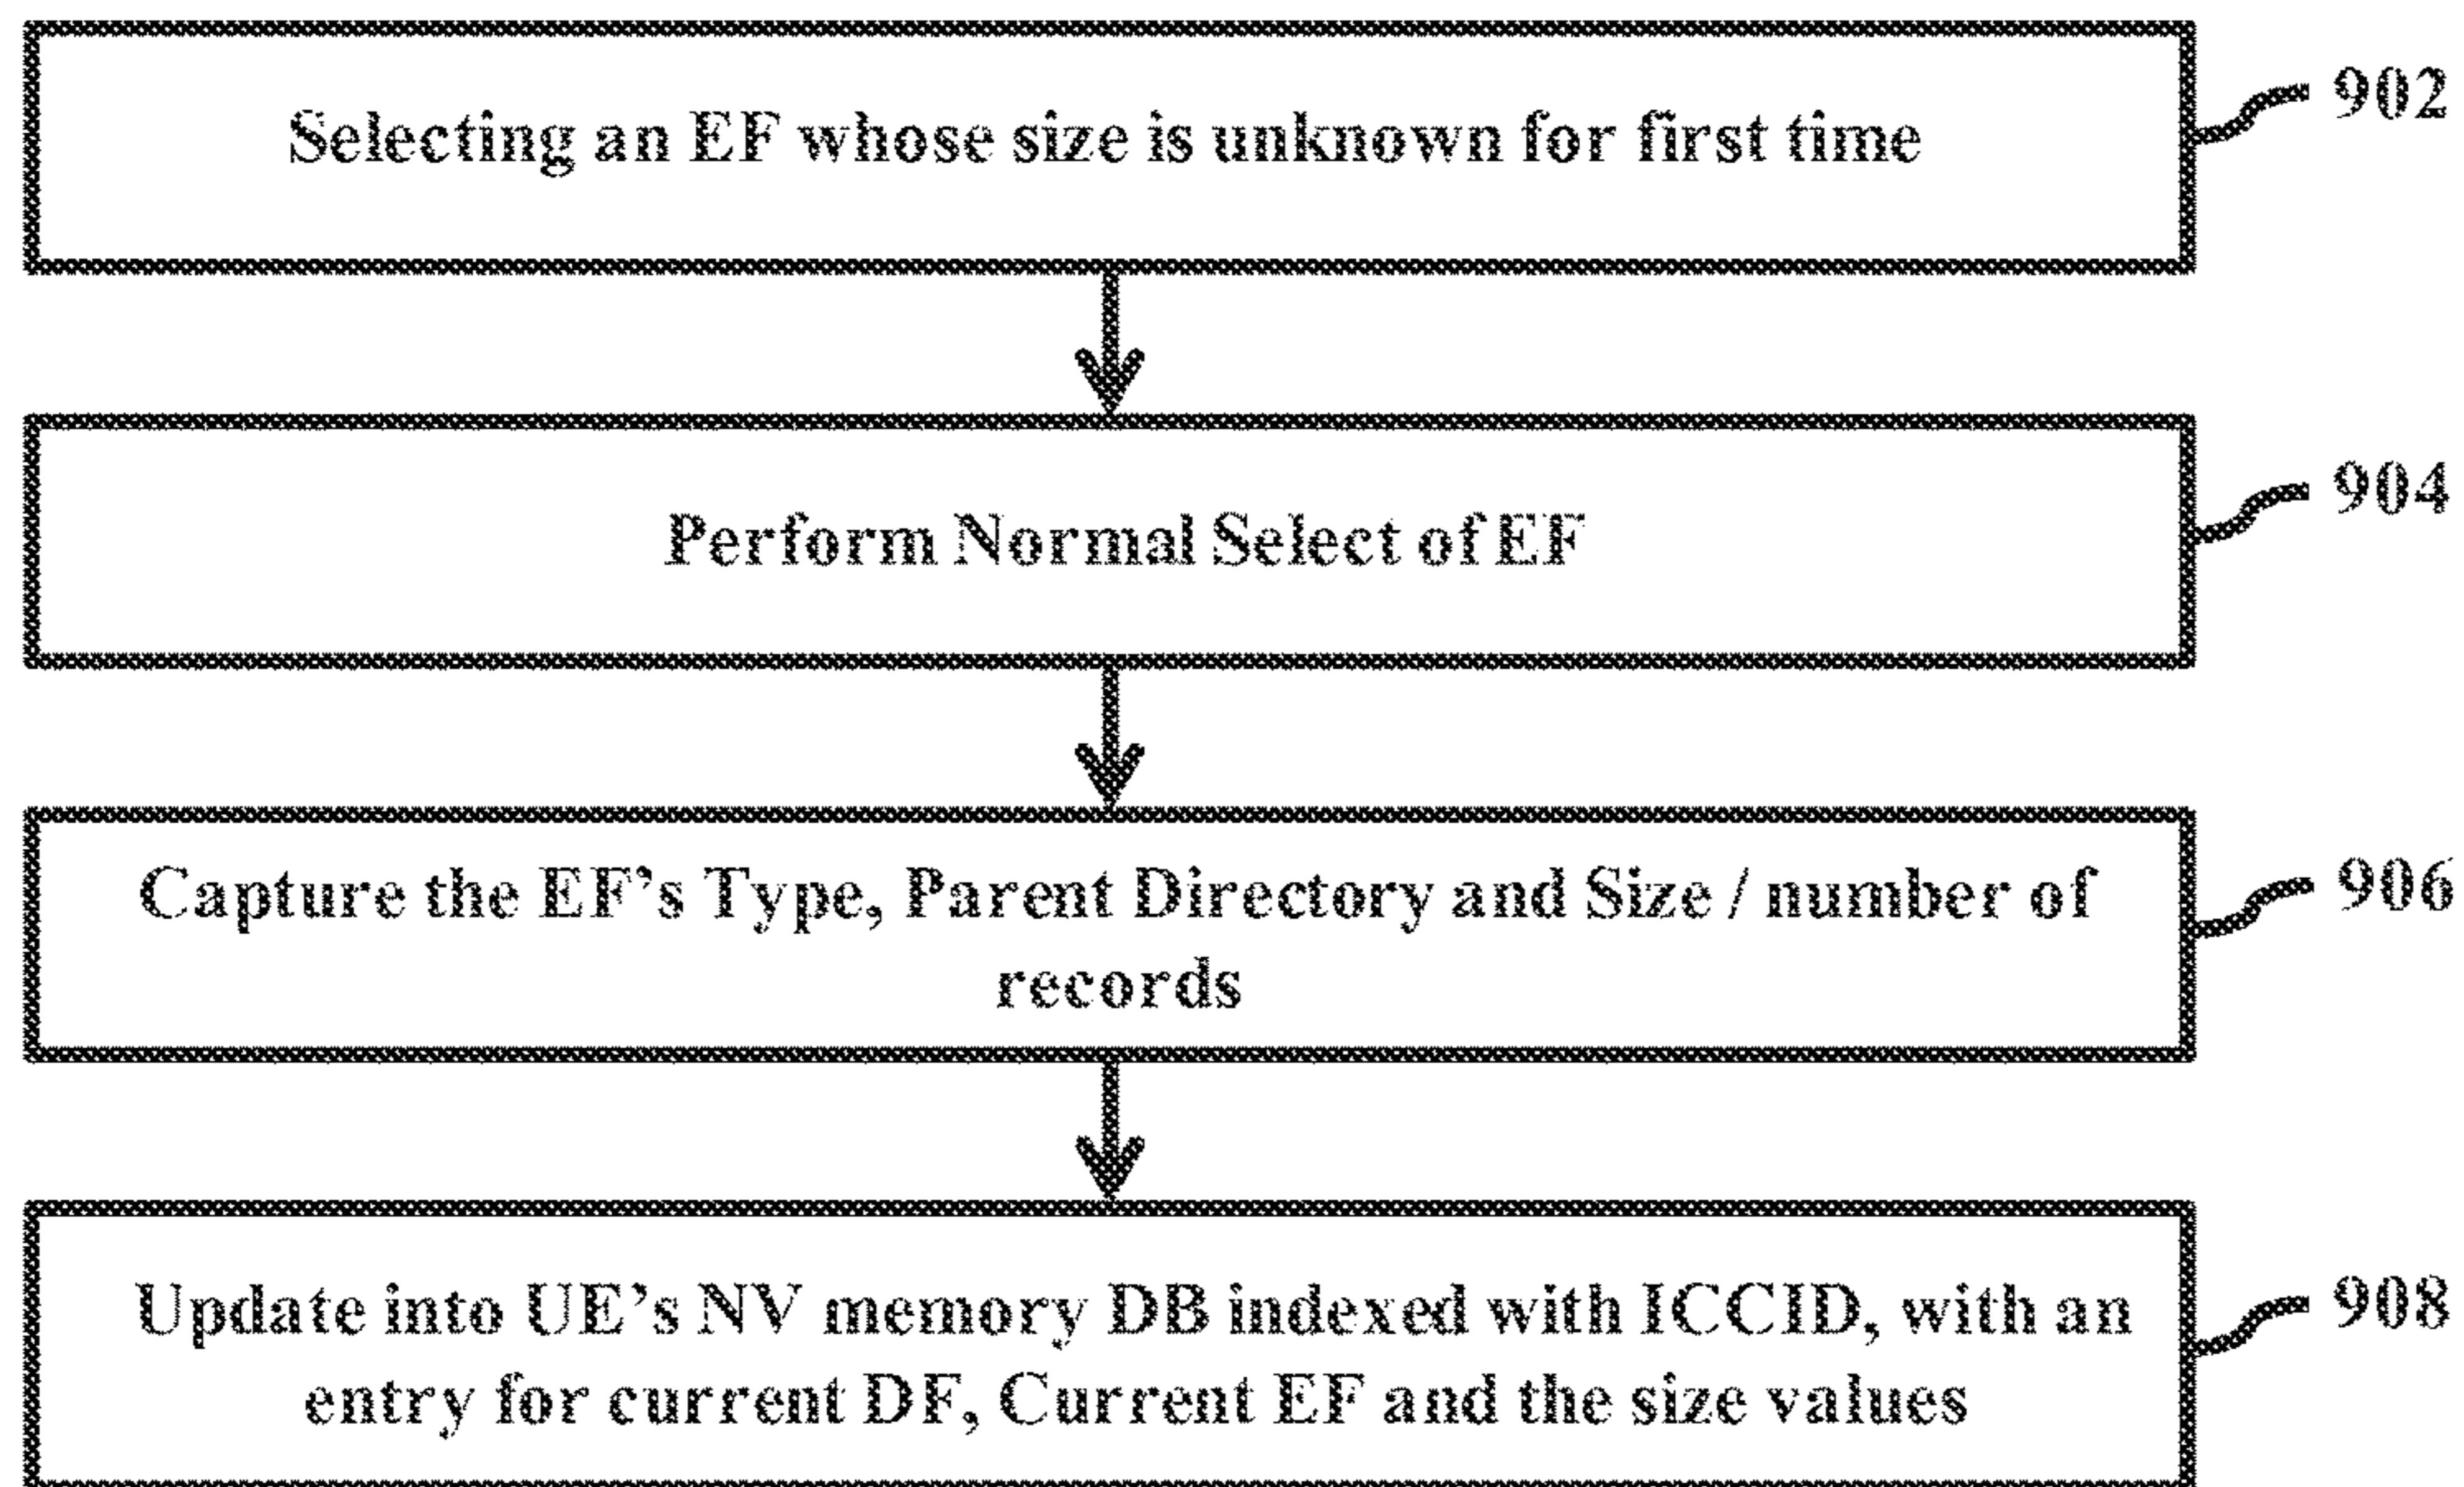 Selecting an EF whose size is unknown for first time
902
Perform Normal Select of EF
904
Capture the EF’s Type, Parent Directory and Size / number of
records
906
Update into UE’s NV memory DB indexed with ICCID, with an
entry for current DF, Current EF and the size values
908